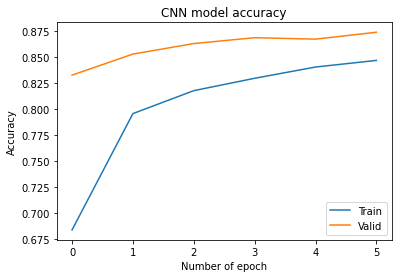 CNN model accuracy
0.875
0.850
0.825
0.800
0.775
0.750
0.725
0.700
0.675
Accuracy
0 1 2 3 4 5
Number of epoch
Train
Valid